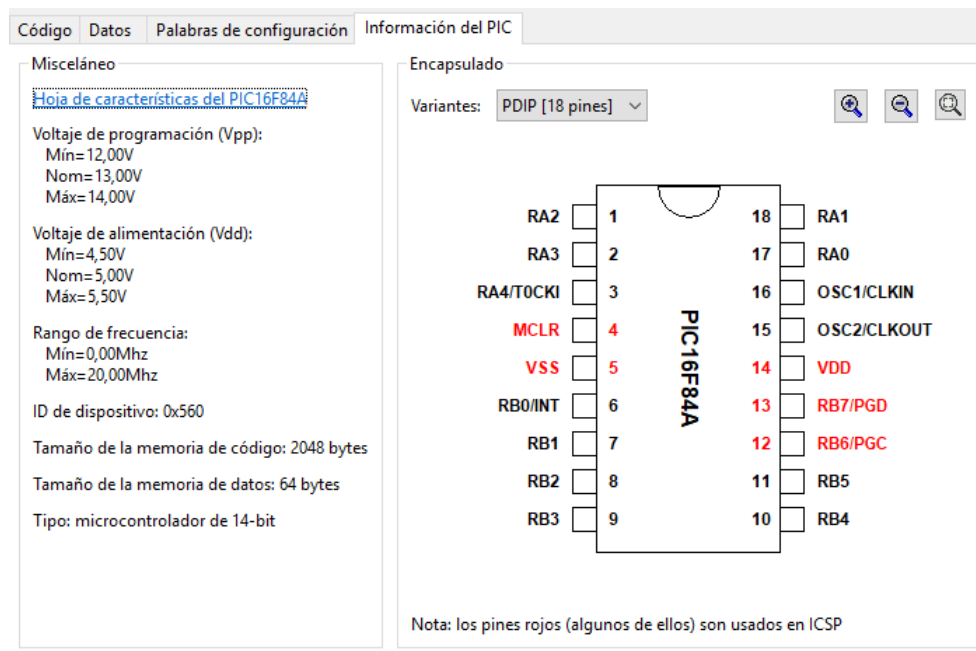 Código Datos Palabras de configuración Información del PIC
Misceláneo
Hoja de características del PIC16F84A
Voltaje de programación (Vpp):
Mín=12,00V
Nom=13,00V
Máx=14,00V
Voltaje de alimentación (Vdd):
Mín=4,50V
Nom=5,00V
Máx=5,50V
Rango de frecuencia:
Mín=0,00Mhz
Máx=20,00Mhz
ID de dispositivo: 0x560
Tamaño de la memoria de código: 2048 bytes
Tamaño de la memoria de datos: 64 bytes
Tipo: microcontrolador de 14-bit
Encapsulado
Variantes: PDIP [18 pines]
RA2 1 18 RA1
RA3 2 17 RA0
RA4/T0CKI 3 16 OSC1/CLKIN
MCLR 4 15 OSC2/CLKOUT
VSS 5 14 VDD
RB0/INT 6 13 RB7/PGD
RB1 7 12 RB6/PGC
RB2 8 11 RB5
RB3 9 10 RB4
PIC16F84A
Nota: los pines rojos (algunos de ellos) son usados en ICSP